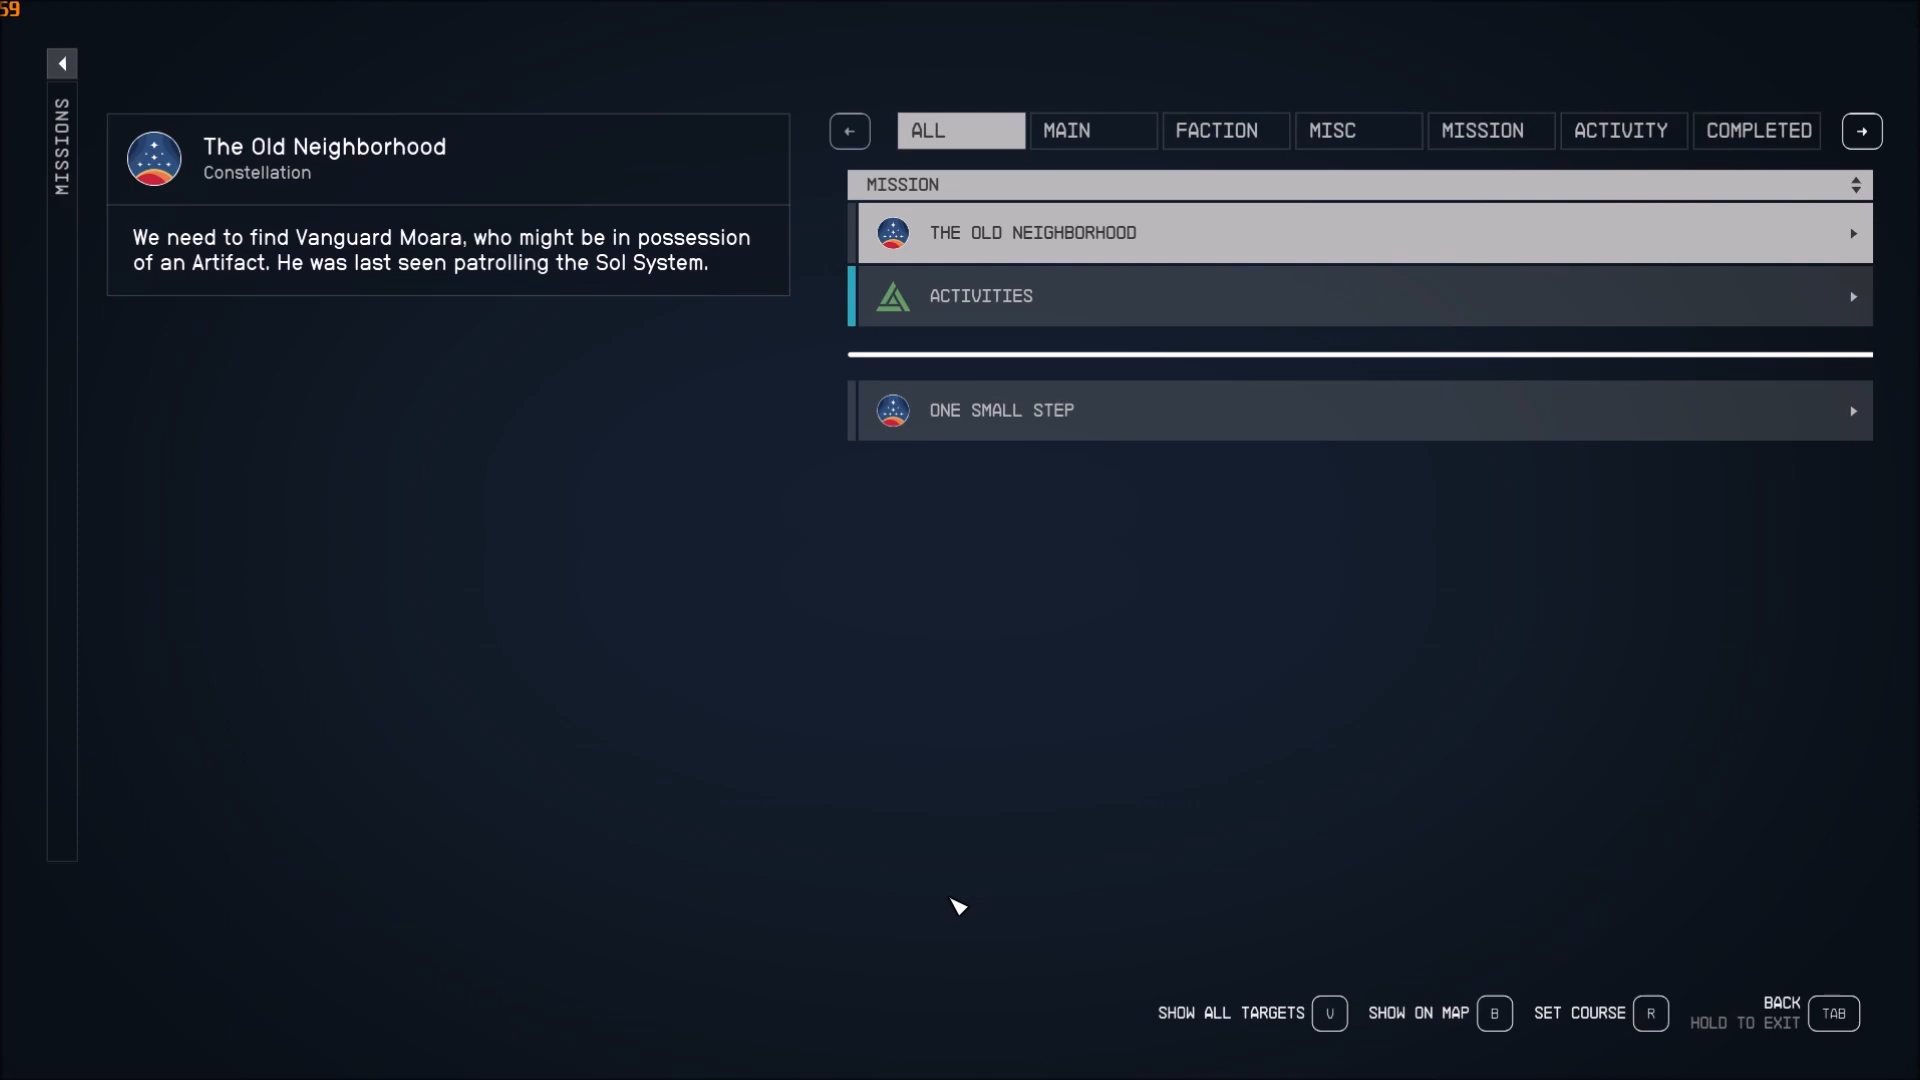 59
MISSIONS
The Old Neighborhood
Constellation
We need to find Vanguard Moara, who might be in possession
of an Artifact. He was last seen patrolling the Sol System.
ALL MAIN FACTION MISC MISSION ACTIVITY COMPLETED
MISSION
THE OLD NEIGHBORHOOD
ACTIVITIES
ONE SMALL STEP
SHOW ALL TARGETS V SHOW ON MAP B SET COURSE R BACK TAB
HOLD TO EXIT